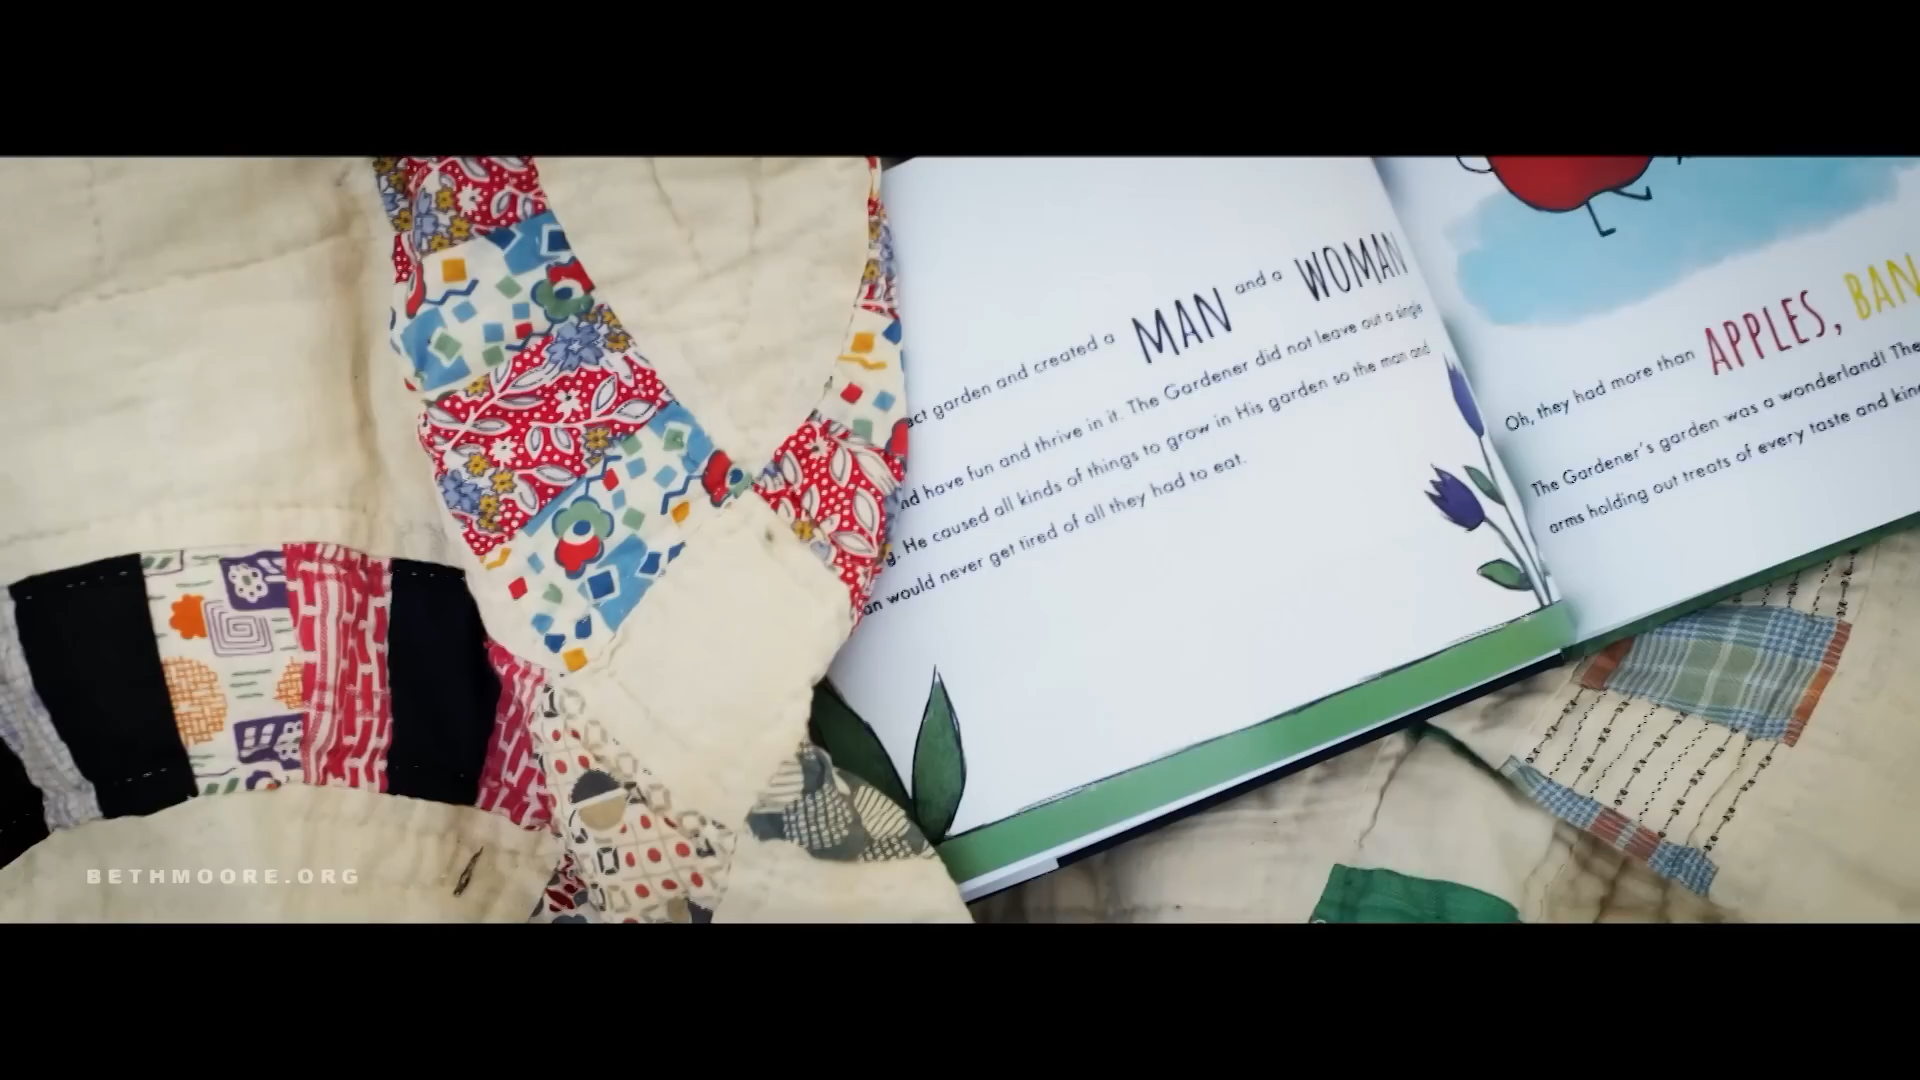 garden and created a MAN and a WOMAN
have fun and thrive in it. The Gardener did not leave out a single
He caused all kinds of things to grow in His garden so the man and
would never get tired of all they had to eat.
Oh, they had more than APPLES,
The Gardener's garden was a wonderland!
arms holding out treats of every taste and
BETHMOORE.ORG